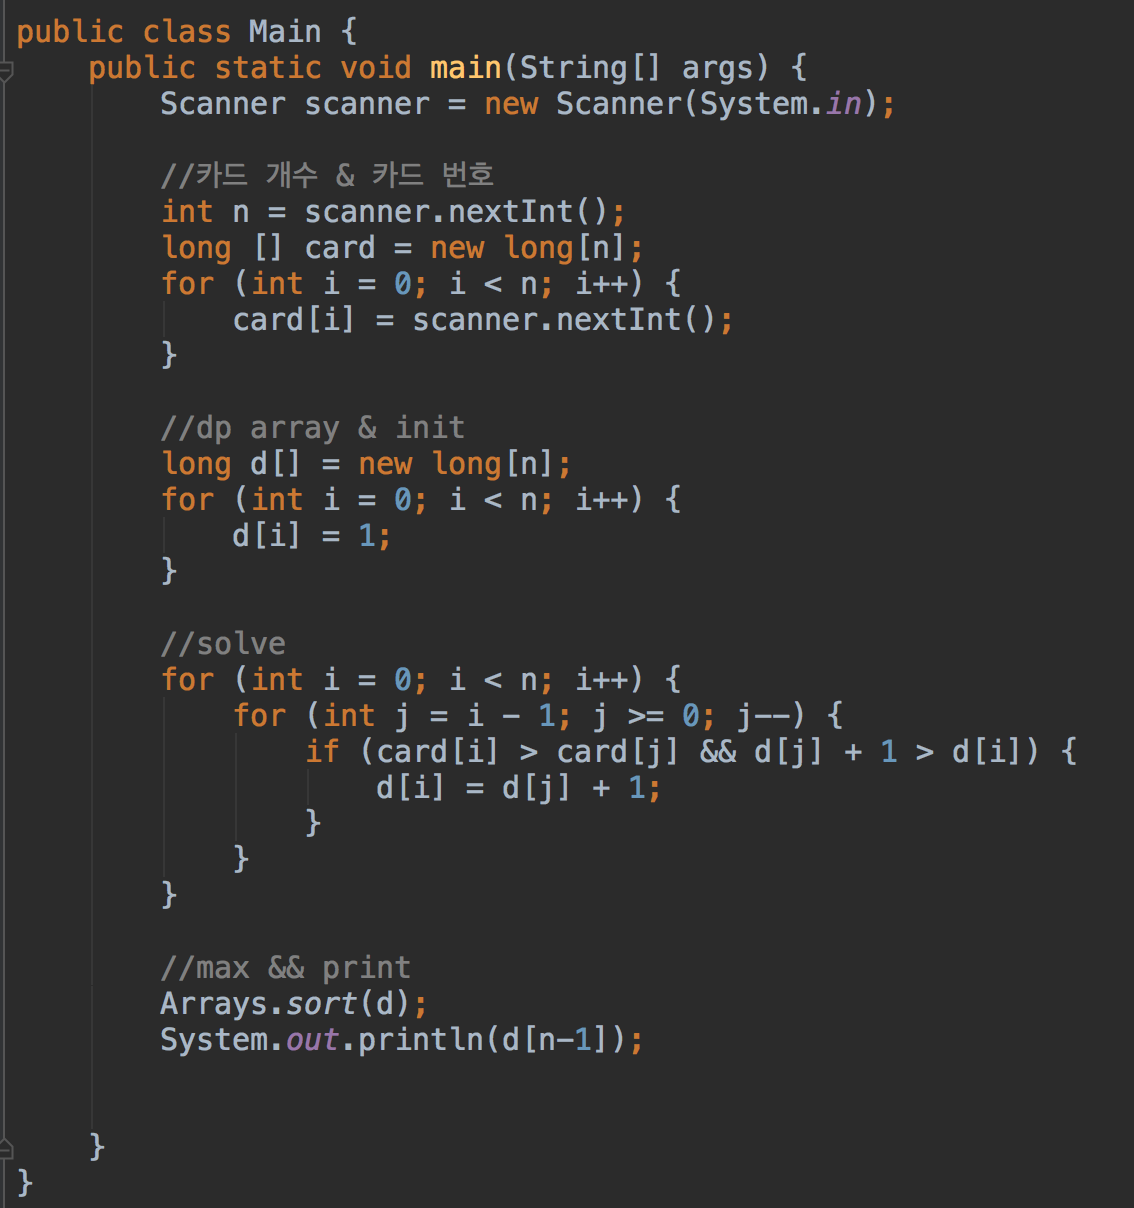 public class Main {
    public static void main(String[] args) {
        Scanner scanner = new Scanner(System.in);
        //카드 개수 & 카드 번호
        int n = scanner.nextInt();
        long [] card = new long[n];
        for (int i = 0; i < n; i++) {
            card[i] = scanner.nextInt();
        }
        //dp array & init
        long d[] = new long[n];
        for (int i = 0; i < n; i++) {
            d[i] = 1;
        }
        //solve
        for (int i = 0; i < n; i++) {
            for (int j = i - 1; j >= 0; j--) {
                if (card[i] > card[j] && d[j] + 1 > d[i]) {
                    d[i] = d[j] + 1;
                }
            }
        }
        //max && print
        Arrays.sort(d);
        System.out.println(d[n-1]);
    }
}